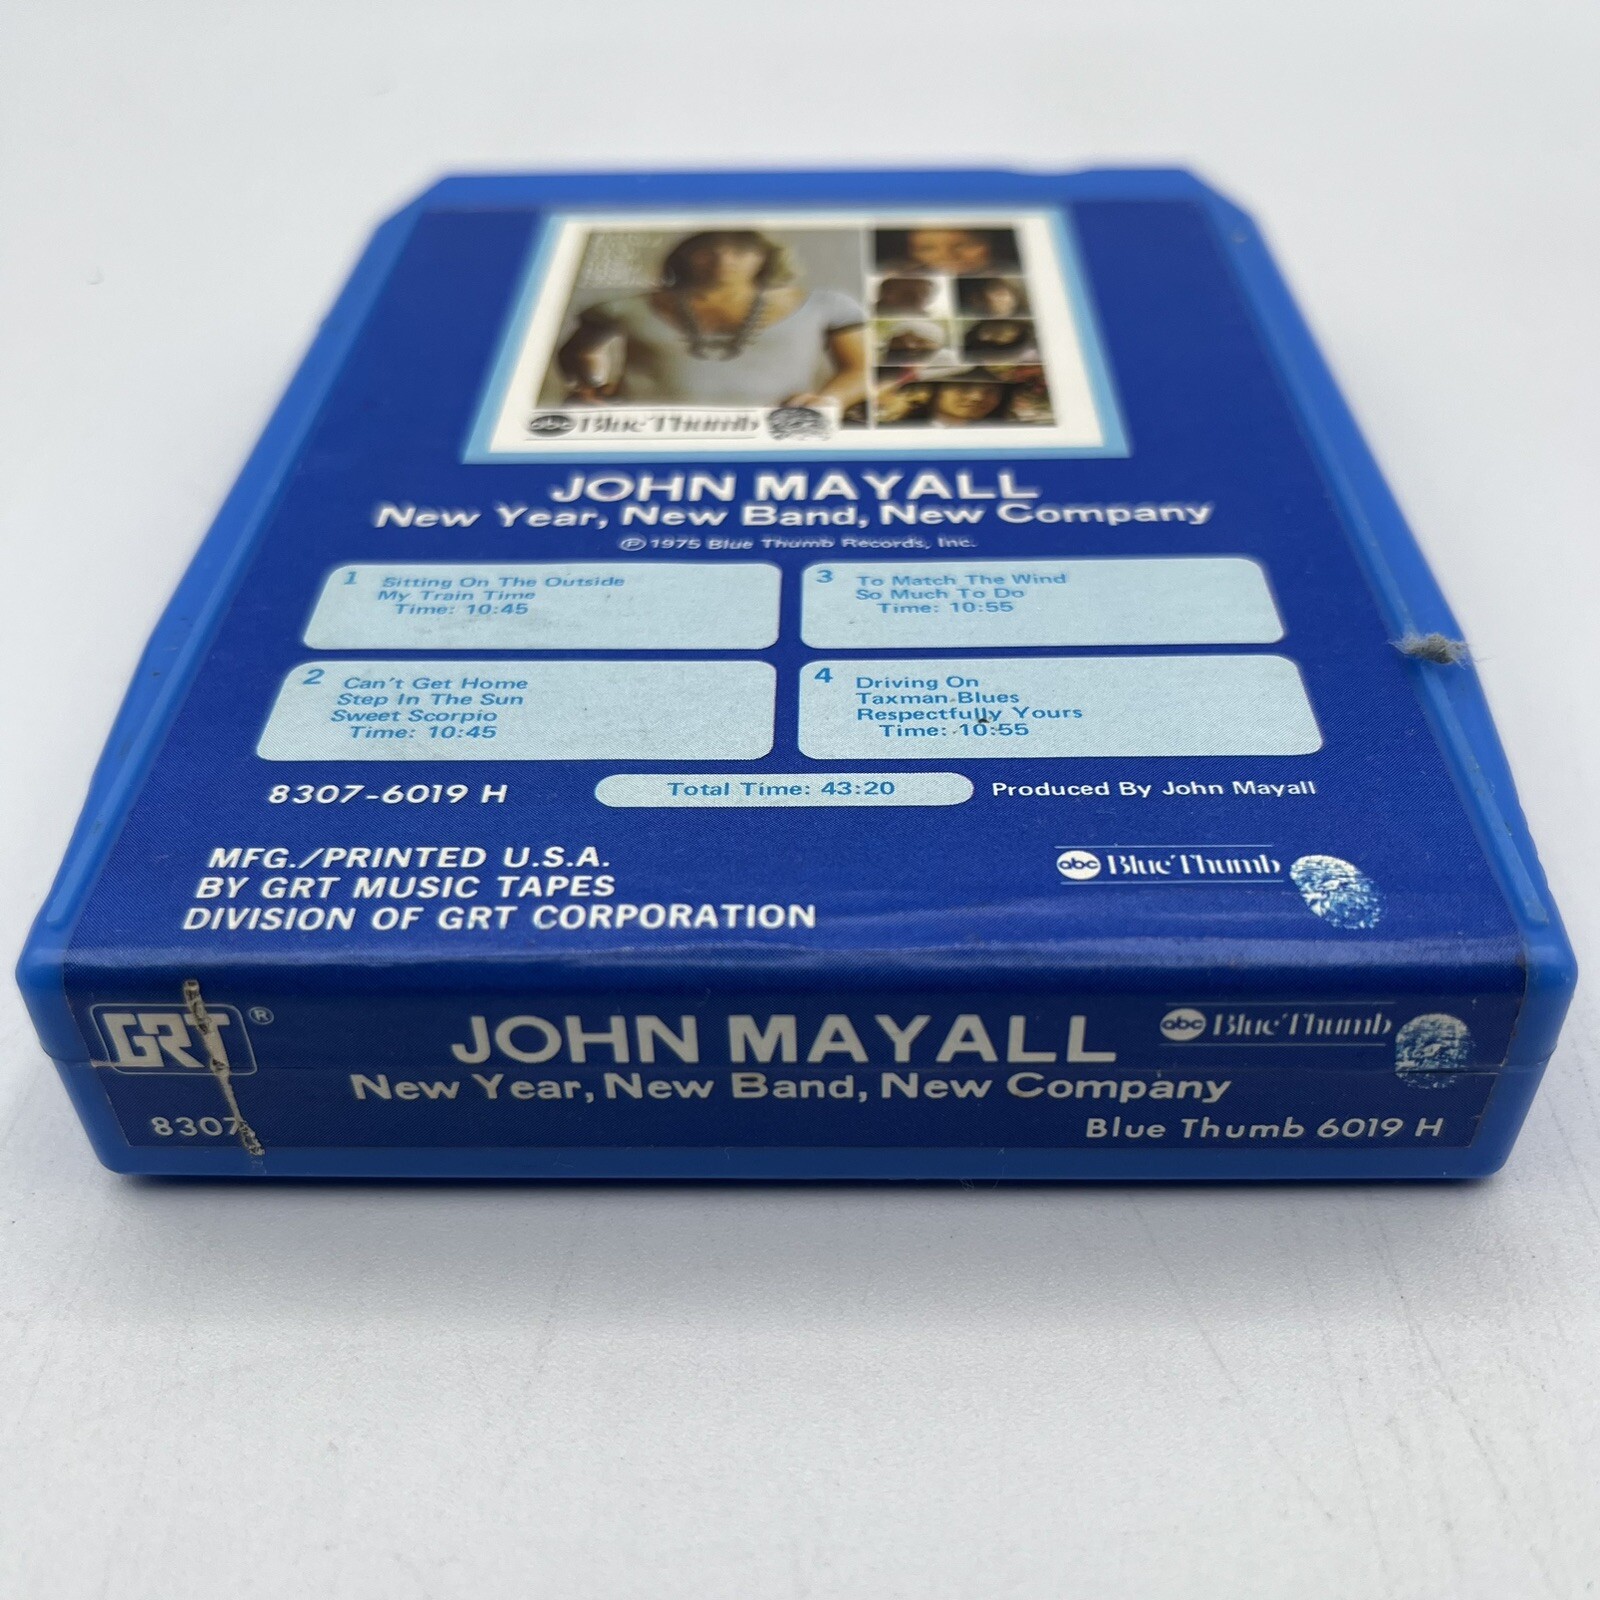 abc Blue Thumb
JOHN MAYALL
New Year, New Band, New Company
℗ 1975 Blue Thumb Records, Inc.
1 Sitting On The Outside
My Train Time
Time: 10:45
2 Can't Get Home
Step In The Sun
Sweet Scorpio
Time: 10:45
3 To Match The Wind
So Much To Do
Time: 10:55
4 Driving On
Taxman Blues
Respectfully Yours
Time: 10:55
8307-6019 H
Total Time: 43:20
Produced By John Mayall
MFG./PRINTED U.S.A.
BY GRT MUSIC TAPES
DIVISION OF GRT CORPORATION
abc Blue Thumb
GRT®
JOHN MAYALL
abc Blue Thumb
New Year, New Band, New Company
8307
Blue Thumb 6019 H